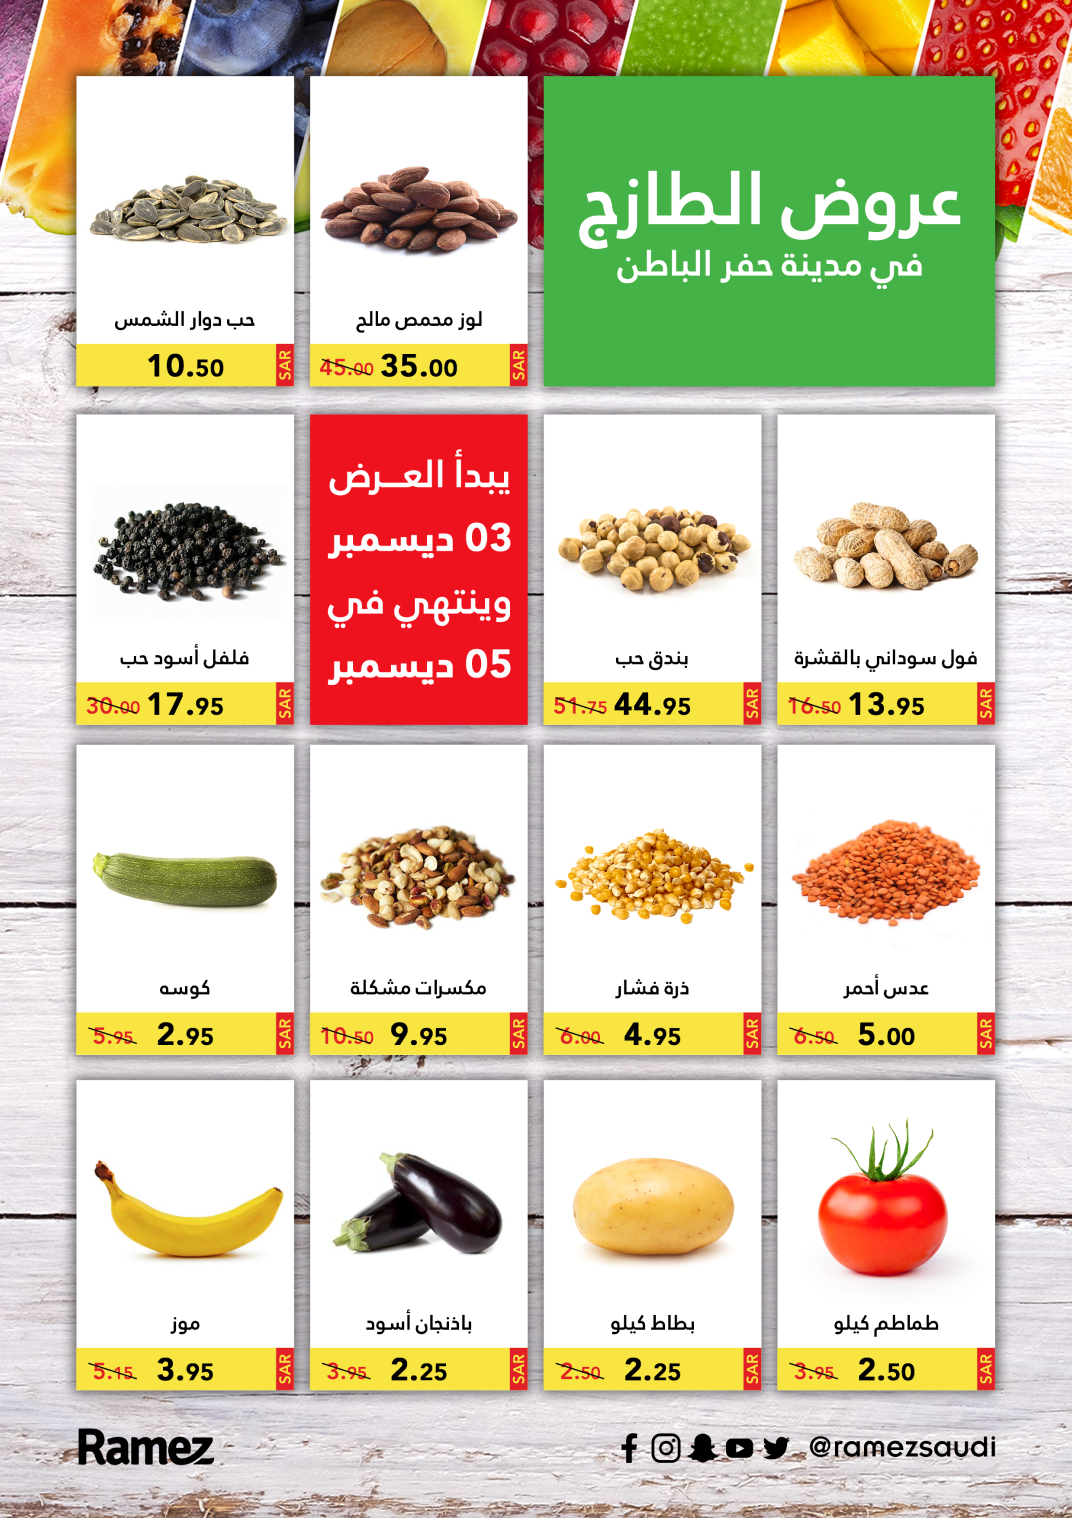 عروض الطازج
في مدينة حفر الباطن
لوز محمص مالح
45.00 35.00 SAR
حب دوار الشمس
10.50 SAR
فول سوداني بالقشرة
16.50 13.95 SAR
بندق حب
51.75 44.95 SAR
يبدأ العـــرض
03 ديسمبر
وينتهي في
05 ديسمبر
فلفل أسود حب
30.00 17.95 SAR
عدس أحمر
6.50 5.00 SAR
ذرة فشار
6.00 4.95 SAR
مكسرات مشكلة
10.50 9.95 SAR
كوسه
5.95 2.95 SAR
طماطم كيلو
3.95 2.50 SAR
بطاط كيلو
2.50 2.25 SAR
باذنجان أسود
3.95 2.25 SAR
موز
5.15 3.95 SAR
Ramez
@ramezsaudi